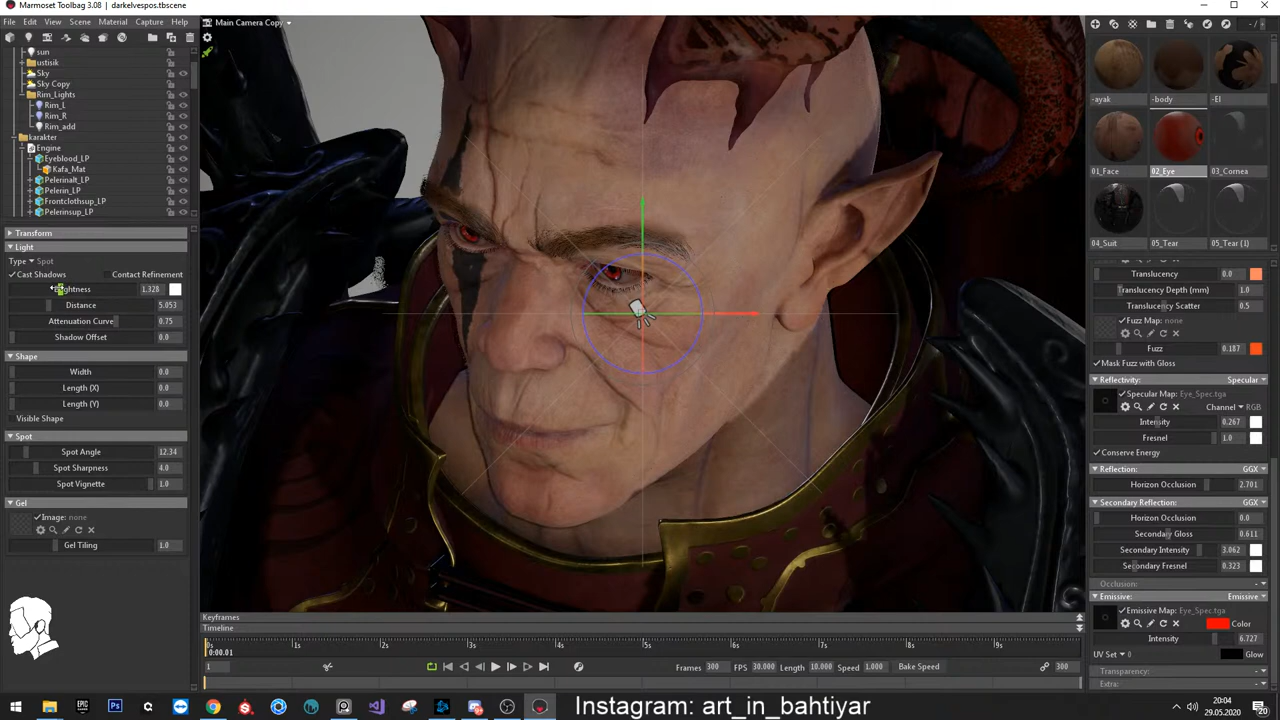 Marmoset Toolbag 3.08 | darkelvespos.tbscene
File Edit View Scene Material Capture Help
Main Camera Copy
sun
ustisik
Sky
Sky Copy
Rim_Lights
Rim_L
Rim_R
Rim_add
karakter
Engine
Eyeblood_LP
Kafa_Mat
Pelerinalt_LP
Pelerin_LP
Frontclothsup_LP
Pelerinsup_LP
Transform
Light
Type Spot
Cast Shadows Contact Refinement
Brightness 1.328
Distance 5.053
Attenuation Curve 0.75
Shadow Offset 0.0
Shape
Width 0.0
Length (X) 0.0
Length (Y) 0.0
Visible Shape
Spot
Spot Angle 12.34
Spot Sharpness 4.0
Spot Vignette 1.0
Gel
Image: none
Gel Tiling 1.0
-ayak -body -El
01_Face 02_Eye 03_Cornea
04_Suit 05_Tear 05_Tear (1)
Translucency 0.0
Translucency Depth (mm) 1.0
Translucency Scatter 0.5
Fuzz Map: none
Fuzz 0.187
Mask Fuzz with Gloss
Reflectivity: Specular
Specular Map: Eye_Spec.tga
Channel RGB
Intensity 0.267
Fresnel 1.0
Conserve Energy
Reflection: GGX
Horizon Occlusion 2.701
Secondary Reflection: GGX
Horizon Occlusion 0.0
Secondary Gloss 0.611
Secondary Intensity 3.062
Secondary Fresnel 0.323
Occlusion: -
Emissive: Emissive
Emissive Map: Eye_Spec.tga
Color
Intensity 6.727
UV Set 0 Glow
Transparency: -
Extra: -
Keyframes
Timeline
0s 1s 2s 3s 4s 5s 6s 7s 8s 9s
0:00.01
1 Frames 300 FPS 30.000 Length 10.000 Speed 1.000 Bake Speed 300
Instagram: art_in_bahtiyar
20:04
29.05.2020
20